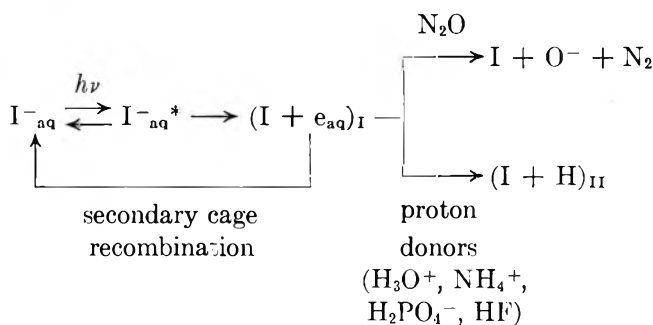 N₂O
I + O⁻ + N₂
hν
I⁻aq ⇌ I⁻aq* ⟶ (I + eaq)I
(I + H)II
secondary cage proton
recombination donors
(H₃O⁺, NH₄⁺,
H₂PO₄⁻, HF)